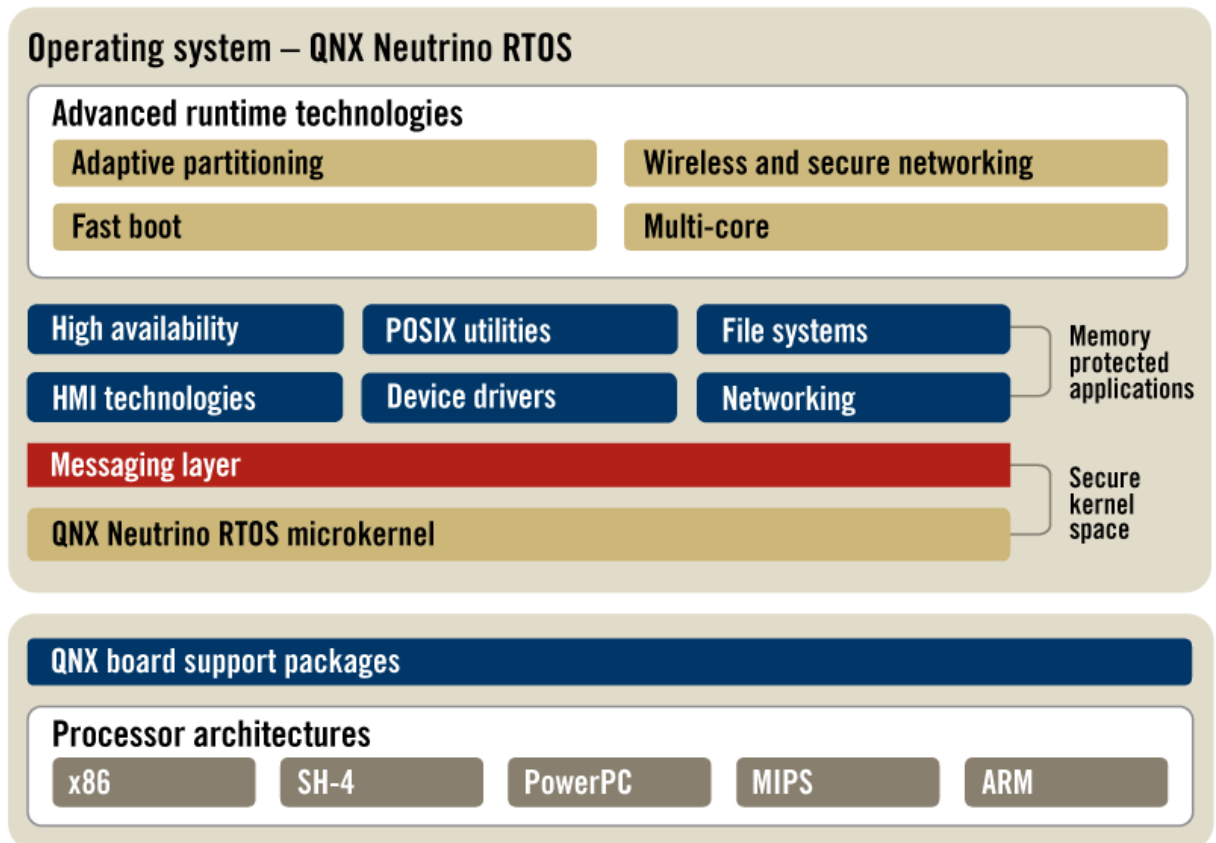 Operating system – QNX Neutrino RTOS
Advanced runtime technologies
Adaptive partitioning
Wireless and secure networking
Fast boot
Multi-core
High availability
POSIX utilities
File systems
HMI technologies
Device drivers
Networking
Memory
protected
applications
Messaging layer
QNX Neutrino RTOS microkernel
Secure
kernel
space
QNX board support packages
Processor architectures
x86
SH-4
PowerPC
MIPS
ARM